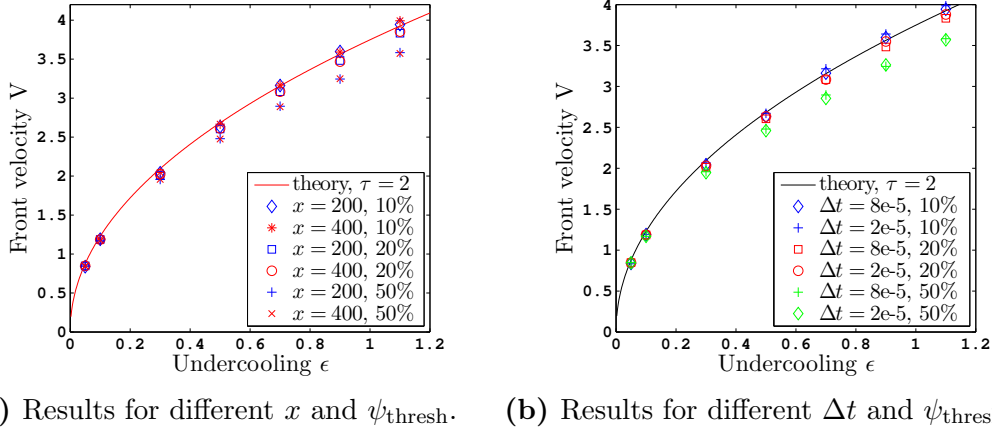 Front velocity V
4
3.5
3
2.5
2
1.5
1
0.5
0
0 0.2 0.4 0.6 0.8 1 1.2
Undercooling ϵ
theory, τ = 2
x = 200, 10%
x = 400, 10%
x = 200, 20%
x = 400, 20%
x = 200, 50%
x = 400, 50%
) Results for different x and ψthresh.
Front velocity V
4
3.5
3
2.5
2
1.5
1
0.5
0
0 0.2 0.4 0.6 0.8 1 1.2
Undercooling ϵ
theory, τ = 2
Δt = 8e-5, 10%
Δt = 2e-5, 10%
Δt = 8e-5, 20%
Δt = 2e-5, 20%
Δt = 8e-5, 50%
Δt = 2e-5, 50%
(b) Results for different Δt and ψthres